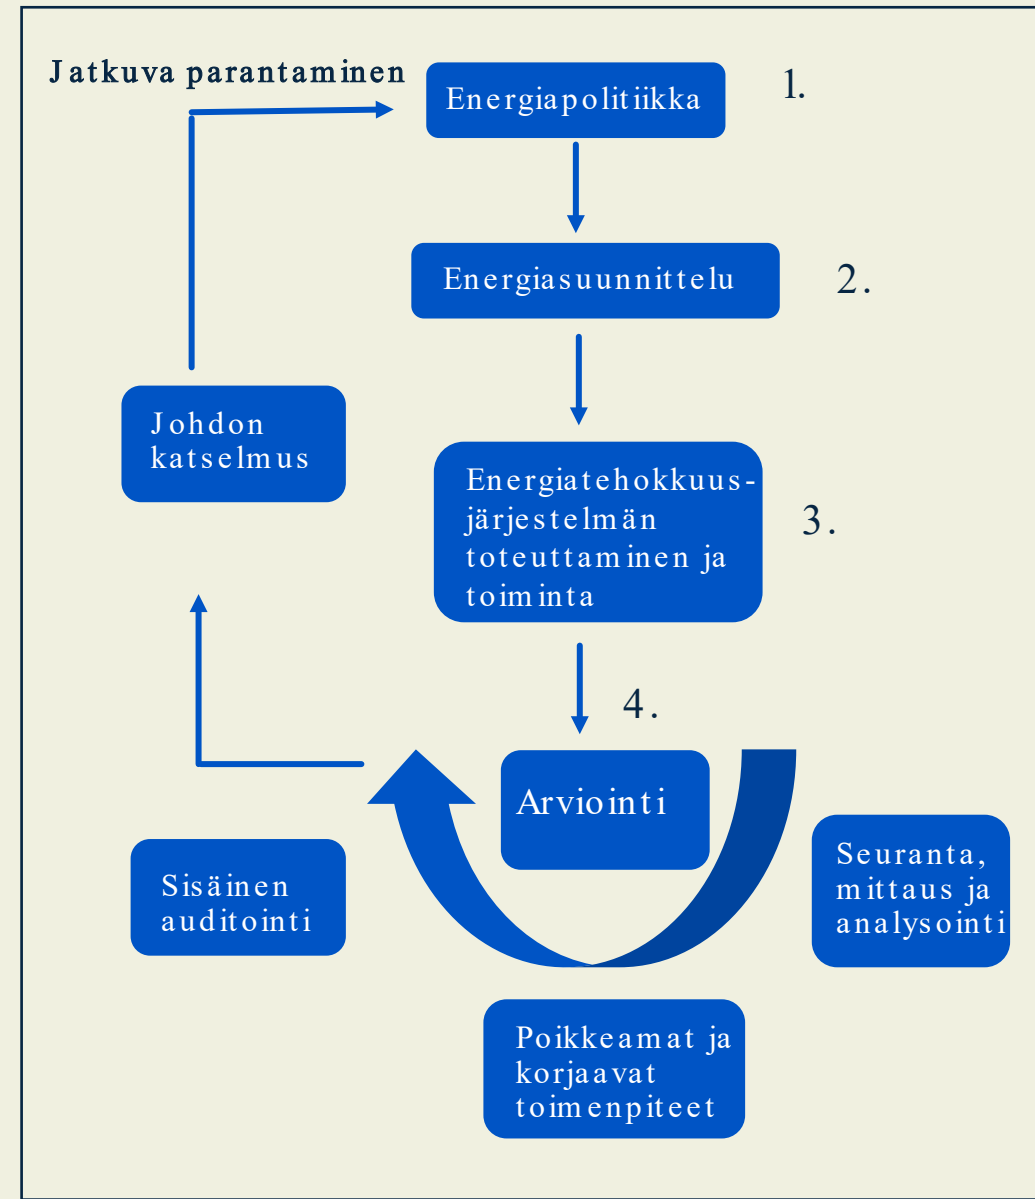 Jatkuva parantaminen
Energiapolitiikka
1.
Energiasuunnittelu
2.
Energiatehokkuus-
järjestelmän
toteuttaminen ja
toiminta
3.
4.
Arviointi
Seuranta,
mittaus ja
analysointi
Poikkeamat ja
korjaavat
toimenpiteet
Sisäinen
auditointi
Johdon
katselmus